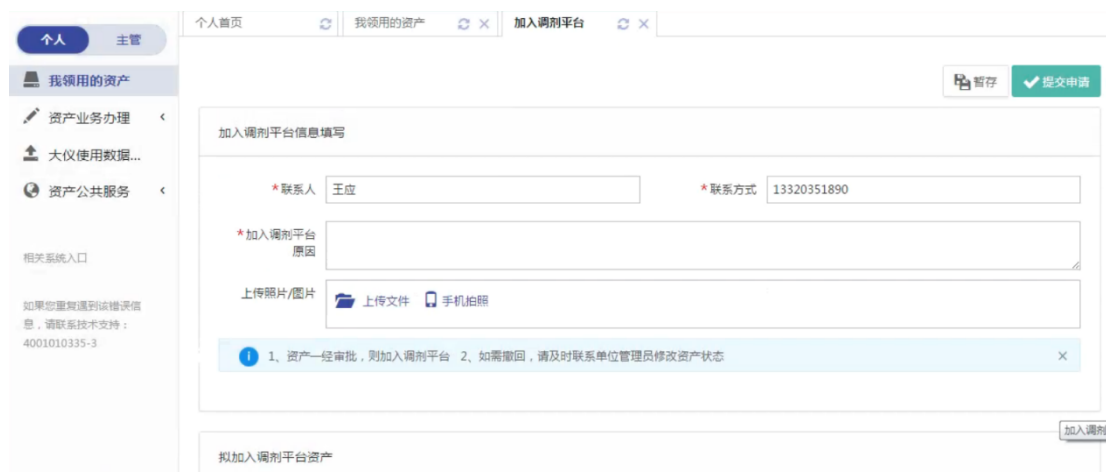 个人首页 我领用的资产 加入调剂平台
个人 主管
我领用的资产
暂存 提交申请
资产业务办理
加入调剂平台信息填写
大仪使用数据...
资产公共服务
*联系人 王应 *联系方式 13320351890
*加入调剂平台
原因
相关系统入口
上传照片/图片 上传文件 手机拍照
如果您重复遇到该错误信
息，请联系技术支持：
4001010335-3
1、资产一经审批，则加入调剂平台 2、如需撤回，请及时联系单位管理员修改资产状态
加入调剂
拟加入调剂平台资产